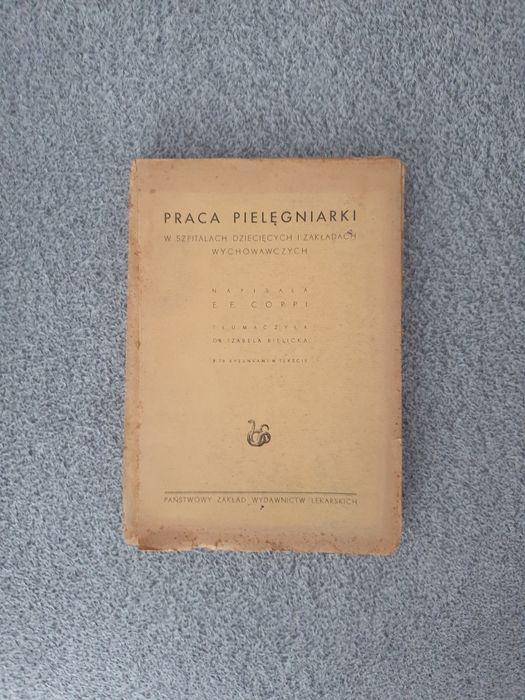 PRACA PIELĘGNIARKI
W SZPITALACH DZIECIĘCYCH I ZAKŁADACH
WYCHOWAWCZYCH
NAPISAŁA
E. F. COPPI
TŁUMACZYŁA
DR IZABELA BIELICKA
RYSUNKAMI W TEKŚCIE
PAŃSTWOWY ZAKŁAD WYDAWNICTW LEKARSKICH